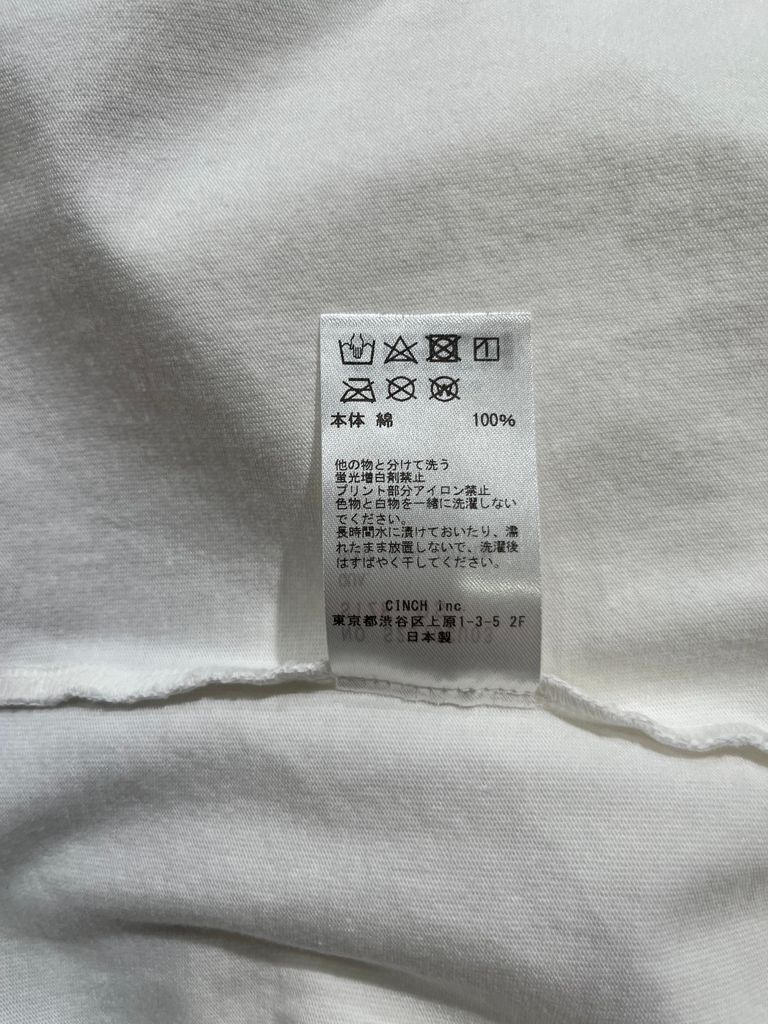 本体 綿 100%
他の物と分けて洗う
蛍光増白剤禁止
プリント部分アイロン禁止
色物と白物を一緒に洗濯しない
でください。
長時間水に漬けておいたり、濡
れたまま放置しないで、洗濯後
はすばやく干してください。
CINCH inc.
東京都渋谷区上原1-3-5 2F
日本製